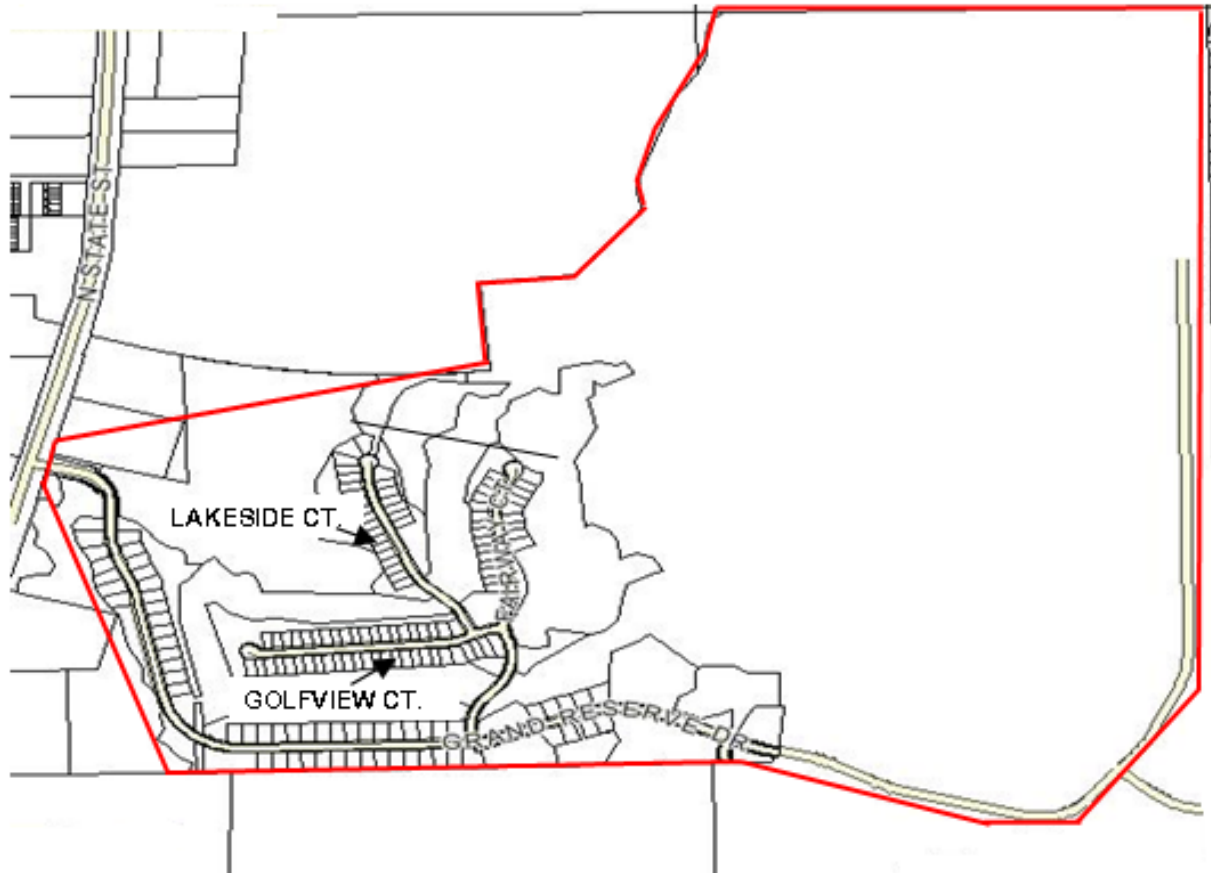 N STATE ST
LAKESIDE CT.
FAIRWAY CT
GOLFVIEW CT.
GRAND RESERVE DR